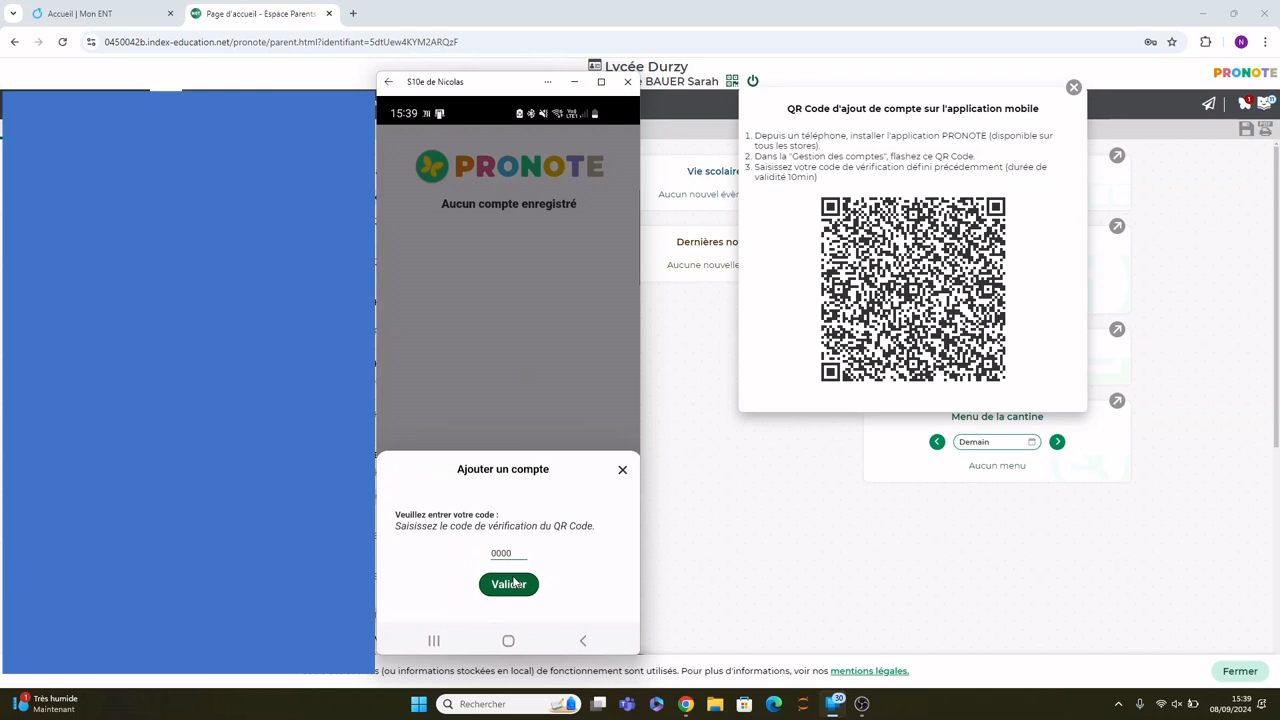 Accueil | Mon ENT
Page d'accueil - Espace Parents
0450042b.index-education.net/pronote/parent.html?identifiant=5dtUew4KYM2ARQzF
Lycée Durzy
BAUER Sarah
PRONOTE
S10e de Nicolas
15:39
PRONOTE
Aucun compte enregistré
Ajouter un compte
Veuillez entrer votre code :
Saisissez le code de vérification du QR Code.
0000
Valider
Vie scolaire
Aucun nouvel évèn
Dernières no
Aucune nouvelle
QR Code d'ajout de compte sur l'application mobile
1. Depuis un téléphone, installer l'application PRONOTE (disponible sur
tous les stores).
2. Dans la "Gestion des comptes", flashez ce QR Code.
3. Saisissez votre code de vérification défini précédemment (durée de
validité 10min)
Menu de la cantine
Demain
Aucun menu
(ou informations stockées en local) de fonctionnement sont utilisés. Pour plus d'informations, voir nos mentions légales.
Fermer
Très humide
Maintenant
Rechercher
30
15:39
08/09/2024